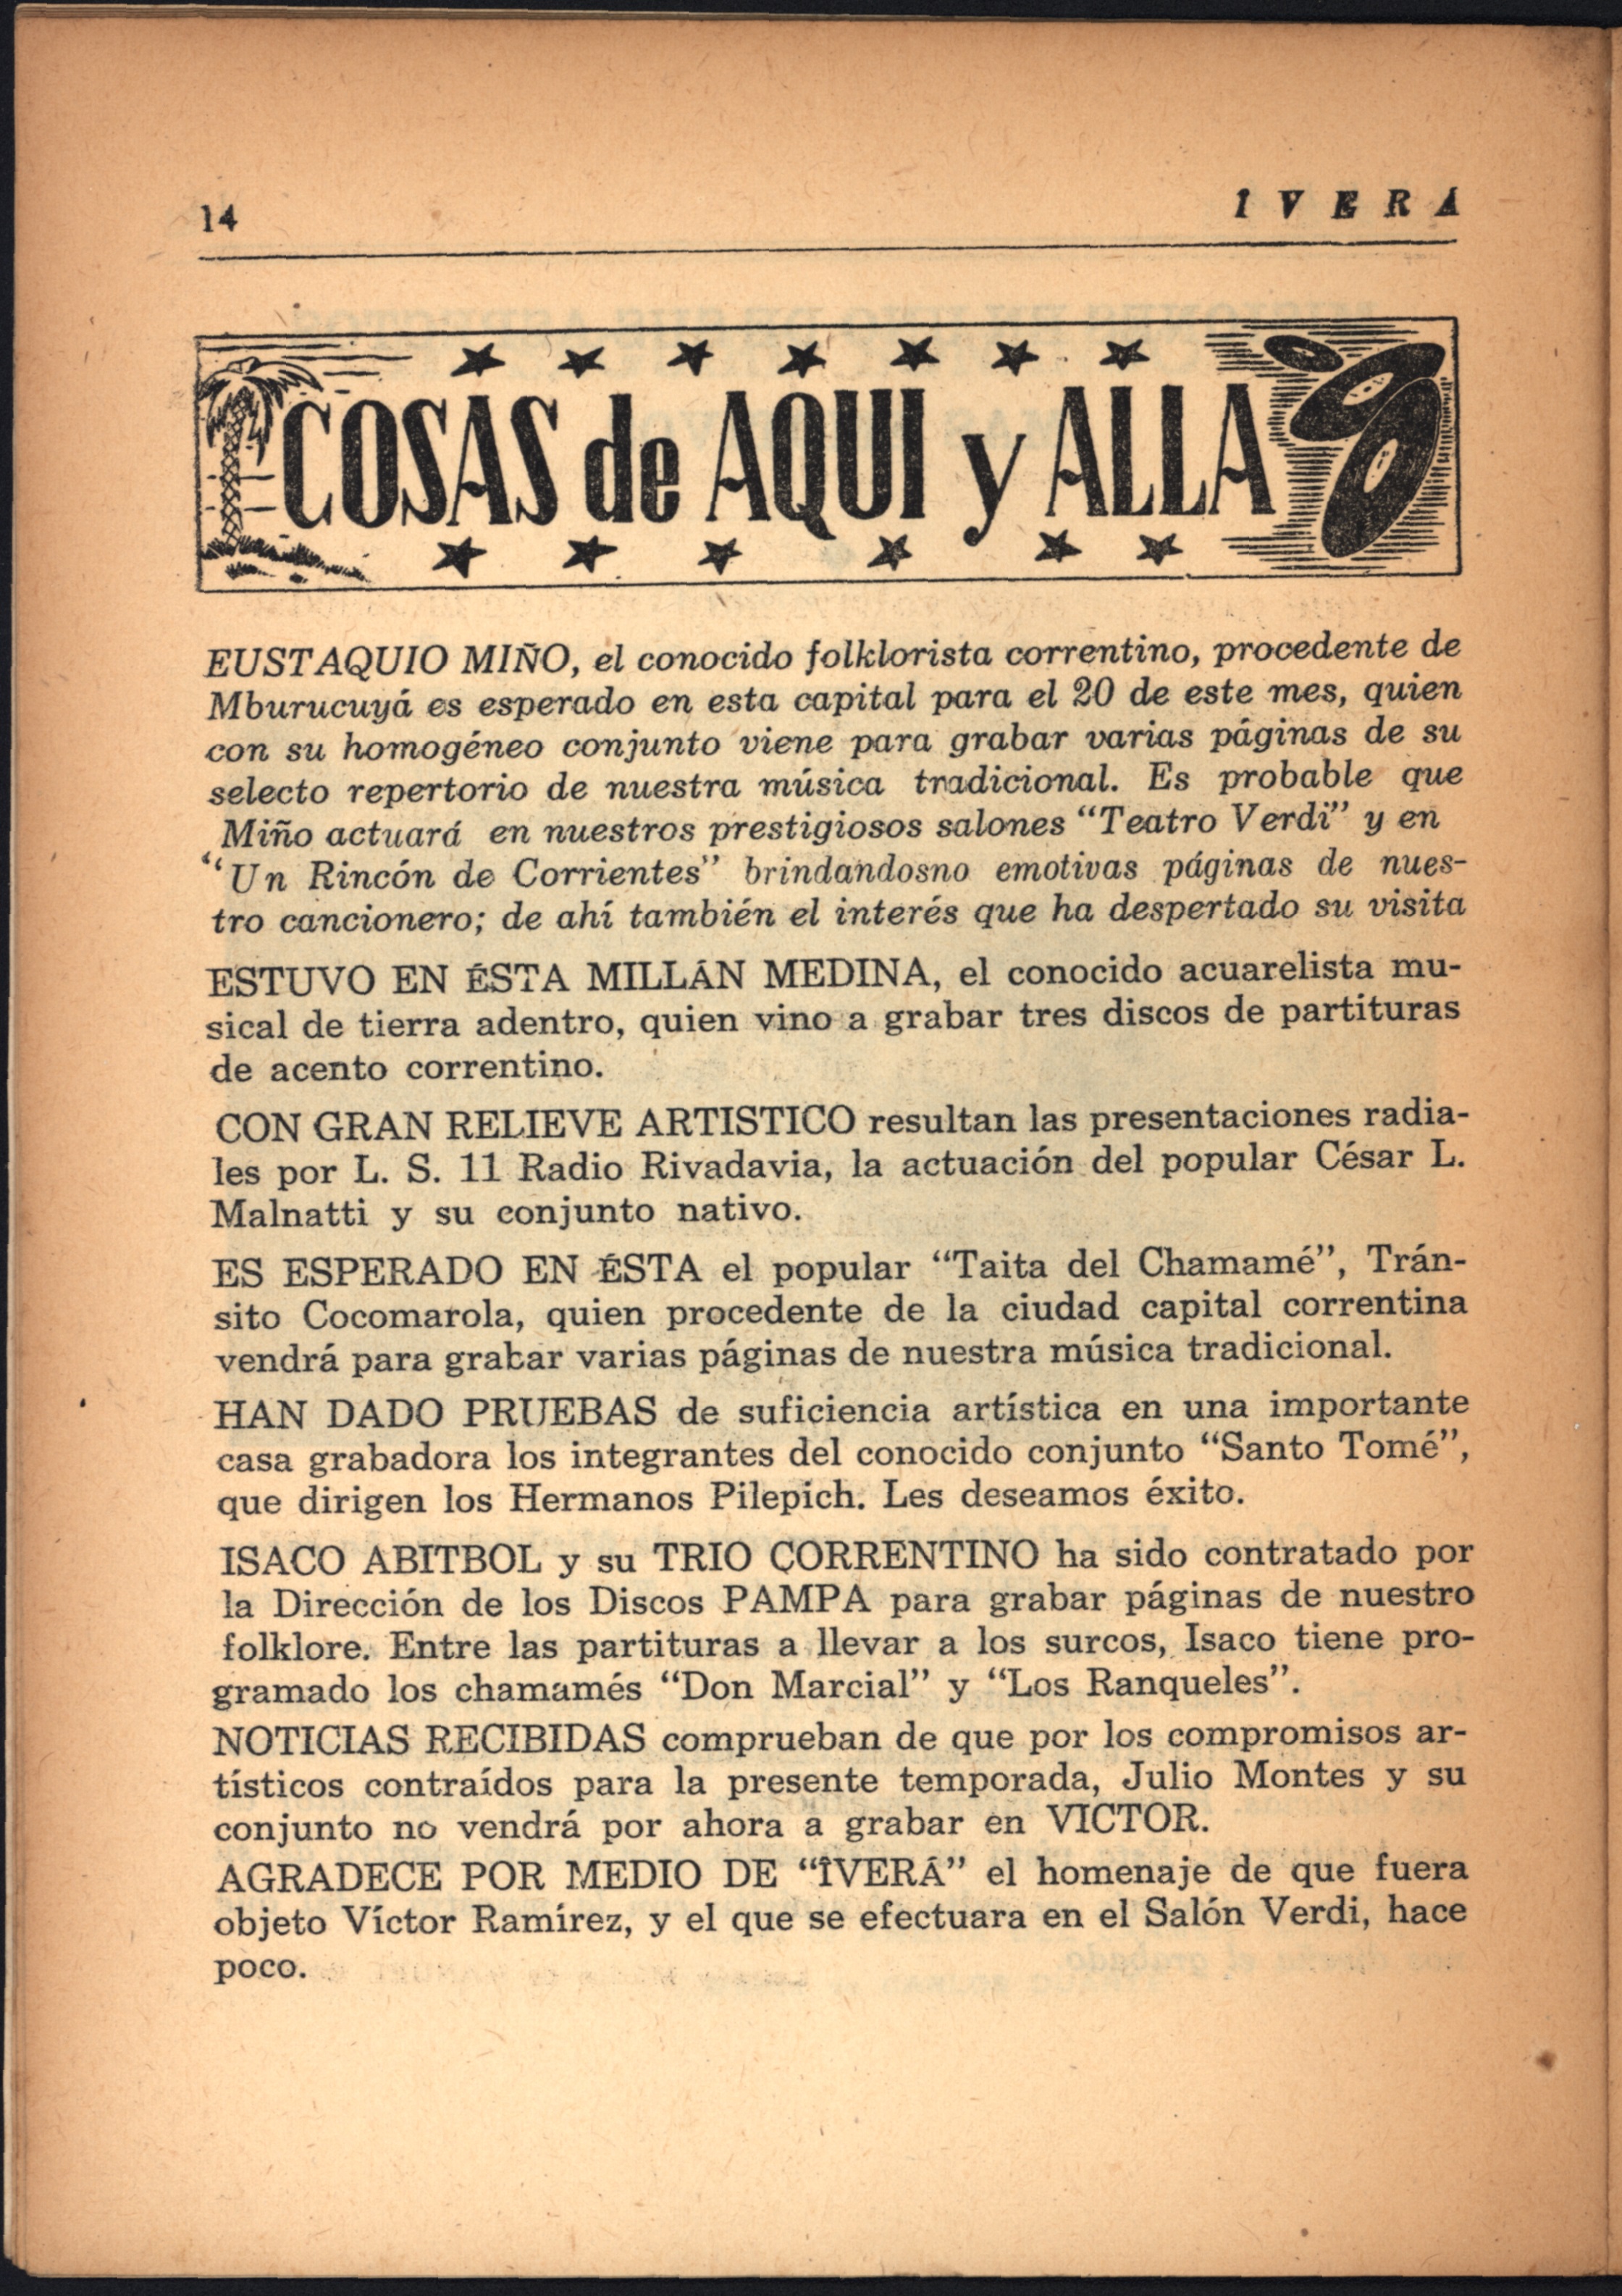 14
IVERÁ
COSAS de AQUI y ALLA
EUSTAQUIO MIÑO, el conocido folklorista correntino, procedente de
Mburucuyá es esperado en esta capital para el 20 de este mes, quien
con su homogéneo conjunto viene para grabar varias páginas de su
selecto repertorio de nuestra música tradicional. Es probable que
Miño actuará en nuestros prestigiosos salones “Teatro Verdi” y en
“Un Rincón de Corrientes” brindandosno emotivas páginas de nues-
tro cancionero; de ahí también el interés que ha despertado su visita
ESTUVO EN ÉSTA MILLÁN MEDINA, el conocido acuarelista mu-
sical de tierra adentro, quien vino a grabar tres discos de partituras
de acento correntino.
CON GRAN RELIEVE ARTISTICO resultan las presentaciones radia-
les por L. S. 11 Radio Rivadavia, la actuación del popular César L.
Malnatti y su conjunto nativo.
ES ESPERADO EN ÉSTA el popular “Taita del Chamamé”, Trán-
sito Cocomarola, quien procedente de la ciudad capital correntina
vendrá para grabar varias páginas de nuestra música tradicional.
HAN DADO PRUEBAS de suficiencia artística en una importante
casa grabadora los integrantes del conocido conjunto “Santo Tomé”,
que dirigen los Hermanos Pilepich. Les deseamos éxito.
ISACO ABITBOL y su TRIO CORRENTINO ha sido contratado por
la Dirección de los Discos PAMPA para grabar páginas de nuestro
folklore. Entre las partituras a llevar a los surcos, Isaco tiene pro-
gramado los chamamés “Don Marcial” y “Los Ranqueles”.
NOTICIAS RECIBIDAS comprueban de que por los compromisos ar-
tísticos contraídos para la presente temporada, Julio Montes y su
conjunto no vendrá por ahora a grabar en VICTOR.
AGRADECE POR MEDIO DE “ÎVERÁ” el homenaje de que fuera
objeto Víctor Ramírez, y el que se efectuara en el Salón Verdi, hace
poco.